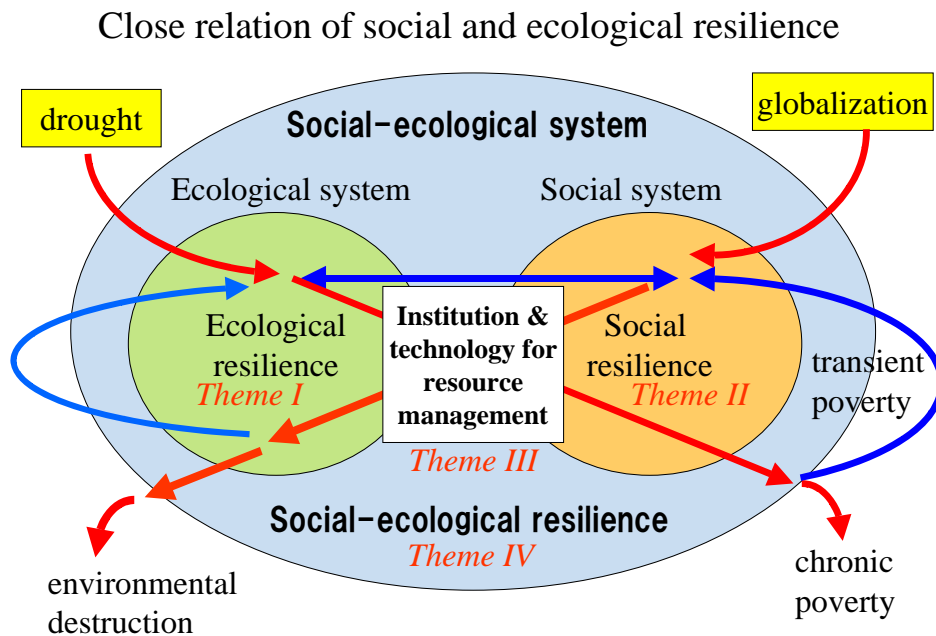 Close relation of social and ecological resilience
drought
globalization
Social-ecological system
Ecological system
Social system
Ecological
resilience
Theme I
Institution &
technology for
resource
management
Social
resilience
Theme II
transient
poverty
Theme III
Social-ecological resilience
Theme IV
environmental
destruction
chronic
poverty